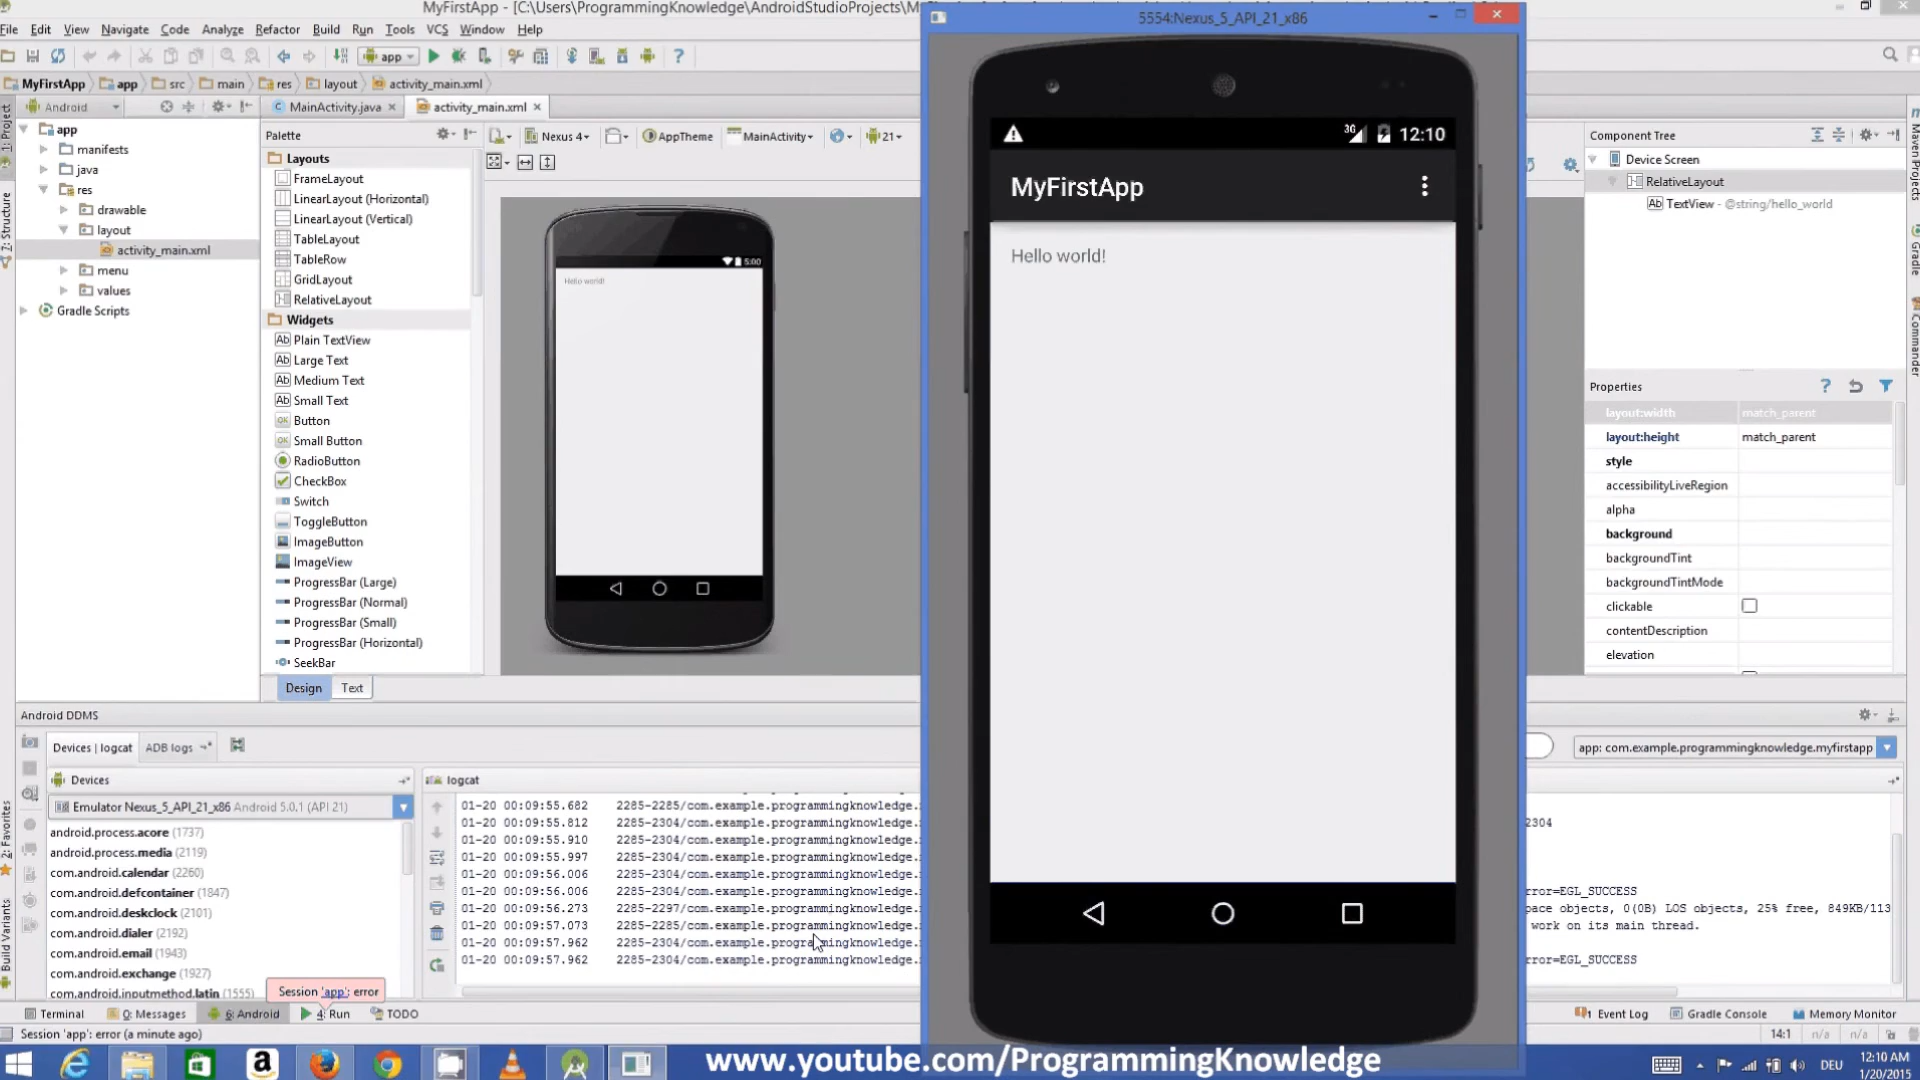 MyFirstApp - [C:\Users\ProgrammingKnowledge\AndroidStudioProjects\M
5554:Nexus_5_API_21_x86
File Edit View Navigate Code Analyze Refactor Build Run Tools VCS Window Help
app
MyFirstApp app src main res layout activity_main.xml
Android
MainActivity.java
activity_main.xml
1: Project
Z: Structure
app
manifests
java
res
drawable
layout
activity_main.xml
menu
values
Gradle Scripts
Palette
Layouts
FrameLayout
LinearLayout (Horizontal)
LinearLayout (Vertical)
TableLayout
TableRow
GridLayout
RelativeLayout
Widgets
Plain TextView
Large Text
Medium Text
Small Text
Button
Small Button
RadioButton
CheckBox
Switch
ToggleButton
ImageButton
ImageView
ProgressBar (Large)
ProgressBar (Normal)
ProgressBar (Small)
ProgressBar (Horizontal)
SeekBar
Nexus 4 AppTheme MainActivity 21
5:00
Hello world!
Design Text
3G 12:10
MyFirstApp
Hello world!
Component Tree
Device Screen
RelativeLayout
TextView - @string/hello_world
Maven Projects
Gradle
Commander
Properties
layout:width match_parent
layout:height match_parent
style
accessibilityLiveRegion
alpha
background
backgroundTint
backgroundTintMode
clickable
contentDescription
elevation
Android DDMS
Devices | logcat ADB logs
app: com.example.programmingknowledge.myfirstapp
Devices
logcat
Emulator Nexus_5_API_21_x86 Android 5.0.1 (API 21)
android.process.acore (1737)
android.process.media (2119)
com.android.calendar (2260)
com.android.defcontainer (1847)
com.android.deskclock (2101)
com.android.dialer (2192)
com.android.email (1943)
com.android.exchange (1927)
com.android.inputmethod.latin (1555)
01-20 00:09:55.682 2285-2285/com.example.programmingknowledge.
01-20 00:09:55.812 2285-2304/com.example.programmingknowledge.
01-20 00:09:55.910 2285-2304/com.example.programmingknowledge.
01-20 00:09:55.997 2285-2304/com.example.programmingknowledge.
01-20 00:09:56.006 2285-2304/com.example.programmingknowledge.
01-20 00:09:56.006 2285-2304/com.example.programmingknowledge.
01-20 00:09:56.273 2285-2297/com.example.programmingknowledge.
01-20 00:09:57.073 2285-2285/com.example.programmingknowledge.
01-20 00:09:57.962 2285-2304/com.example.programmingknowledge.
01-20 00:09:57.962 2285-2304/com.example.programmingknowledge.
2304
rror=EGL_SUCCESS
pace objects, 0(0B) LOS objects, 25% free, 849KB/113
work on its main thread.
rror=EGL_SUCCESS
2: Favorites
Build Variants
Session 'app': error
Terminal 0: Messages 6: Android 4: Run TODO
Event Log Gradle Console Memory Monitor
Session 'app': error (a minute ago)
14:1 n/a n/a
www.youtube.com/ProgrammingKnowledge
DEU
12:10 AM
1/20/2015